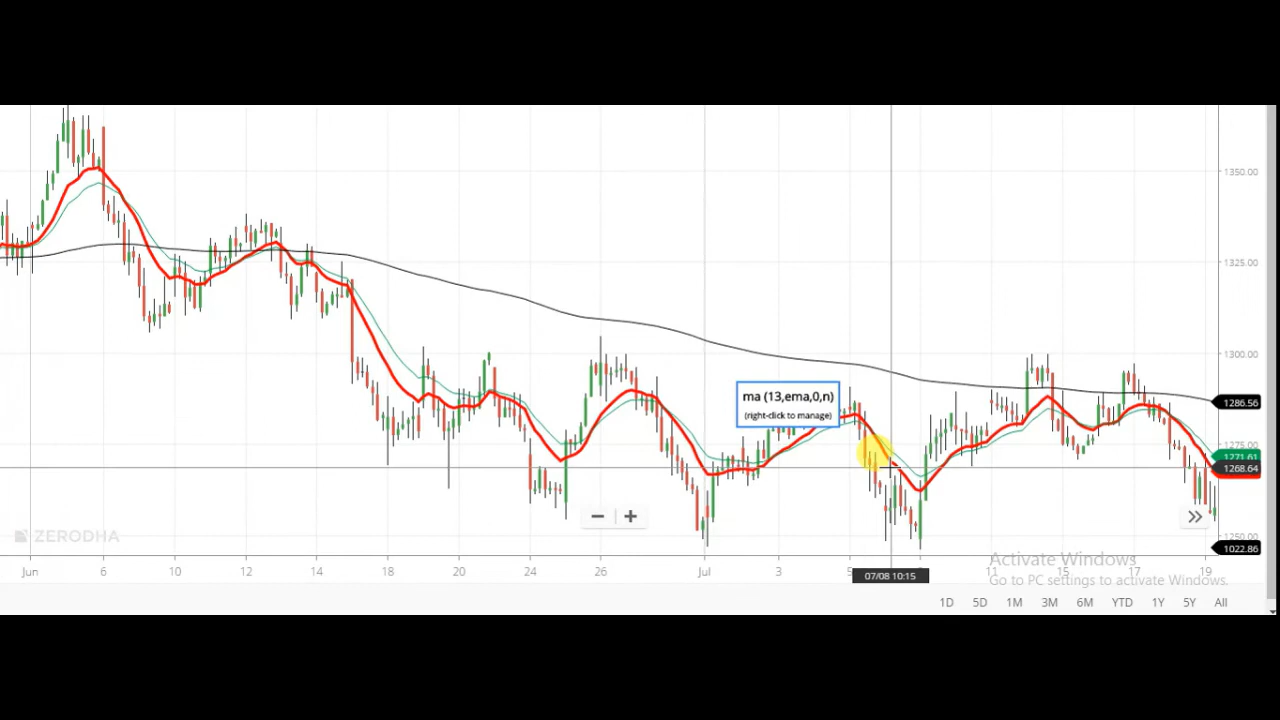 1350.00
1325.00
1300.00
ma (13,ema,0,n)
(right-click to manage)
1286.56
1275.00
1271.61
1268.64
ZERODHA
1250.00
1022.86
Jun 6 10 12 14 18 20 24 26 Jul 3 5 11 15 17 19
07/08 10:15
Activate Windows
Go to PC settings to activate Windows.
1D 5D 1M 3M 6M YTD 1Y 5Y All